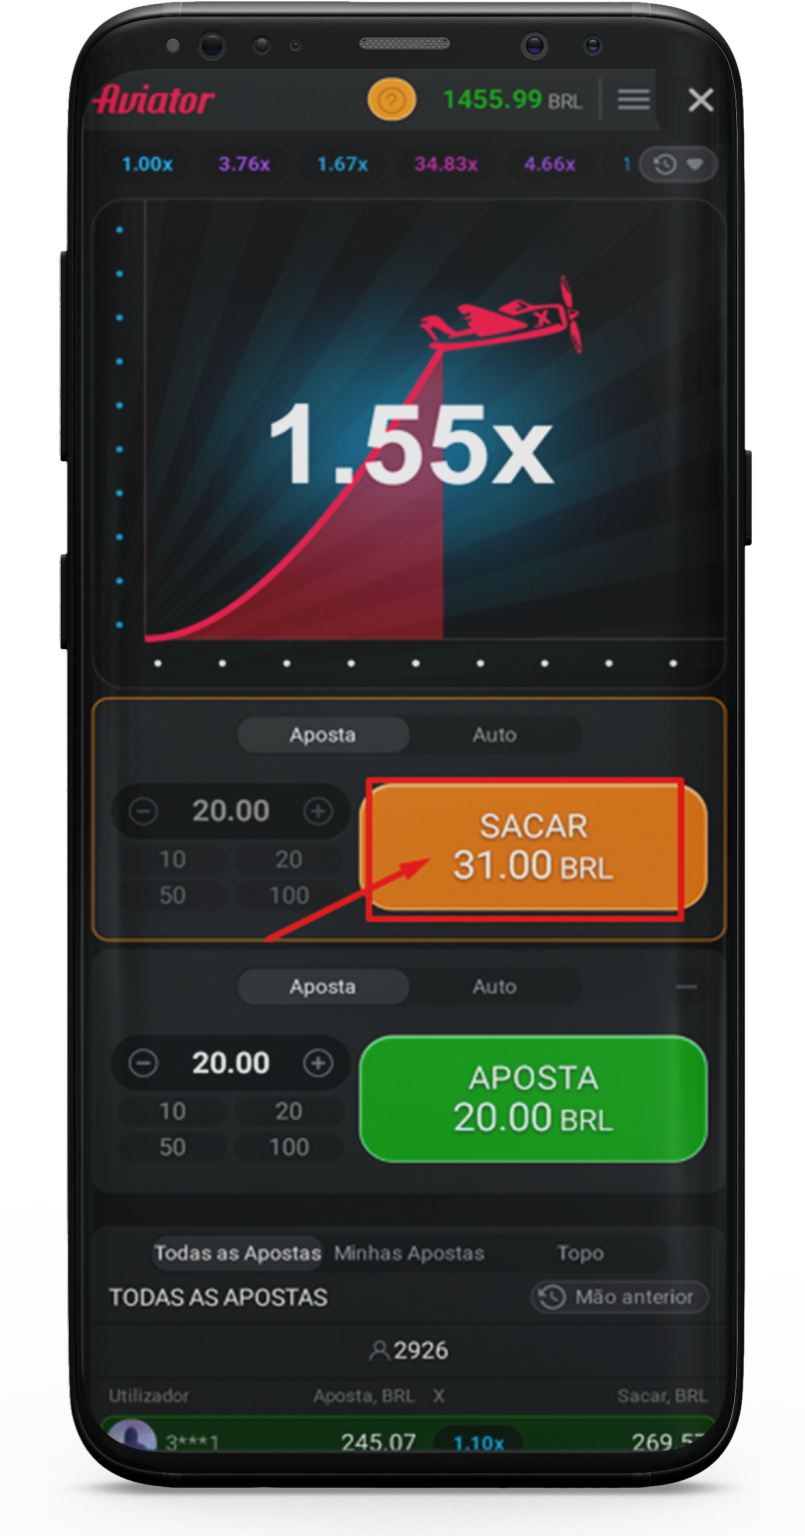 Aviator
1455.99 BRL
1.00x 3.76x 1.67x 34.83x 4.66x 1
1.55x
Aposta Auto
20.00
10 20
50 100
SACAR
31.00 BRL
Aposta Auto
20.00
10 20
50 100
APOSTA
20.00 BRL
Todas as Apostas Minhas Apostas Topo
TODAS AS APOSTAS Mão anterior
2926
Utilizador Aposta, BRL X Sacar, BRL
3***1 245.07 1.10x 269.57